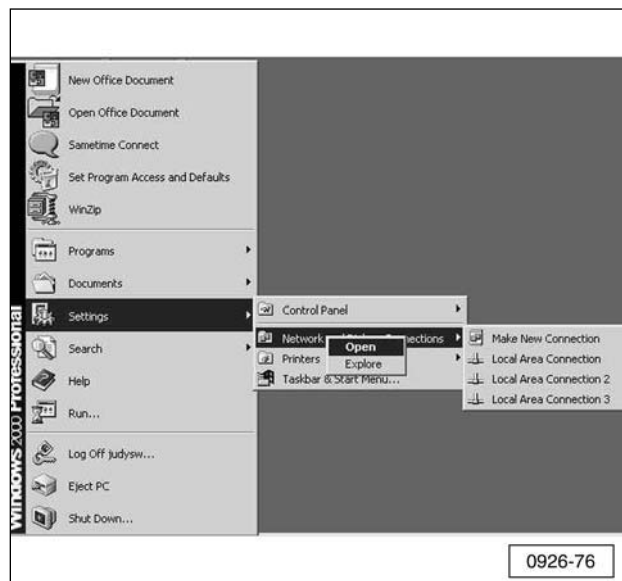 New Office Document
Open Office Document
Sametime Connect
Set Program Access and Defaults
WinZip
Programs
Documents
Settings
Search
Help
Run...
Log Off judysw...
Eject PC
Shut Down...
Windows 2000 Professional
Control Panel
Network Connections
Printers
Taskbar & Start Menu...
Open
Explore
Make New Connection
Local Area Connection
Local Area Connection 2
Local Area Connection 3
0926-76